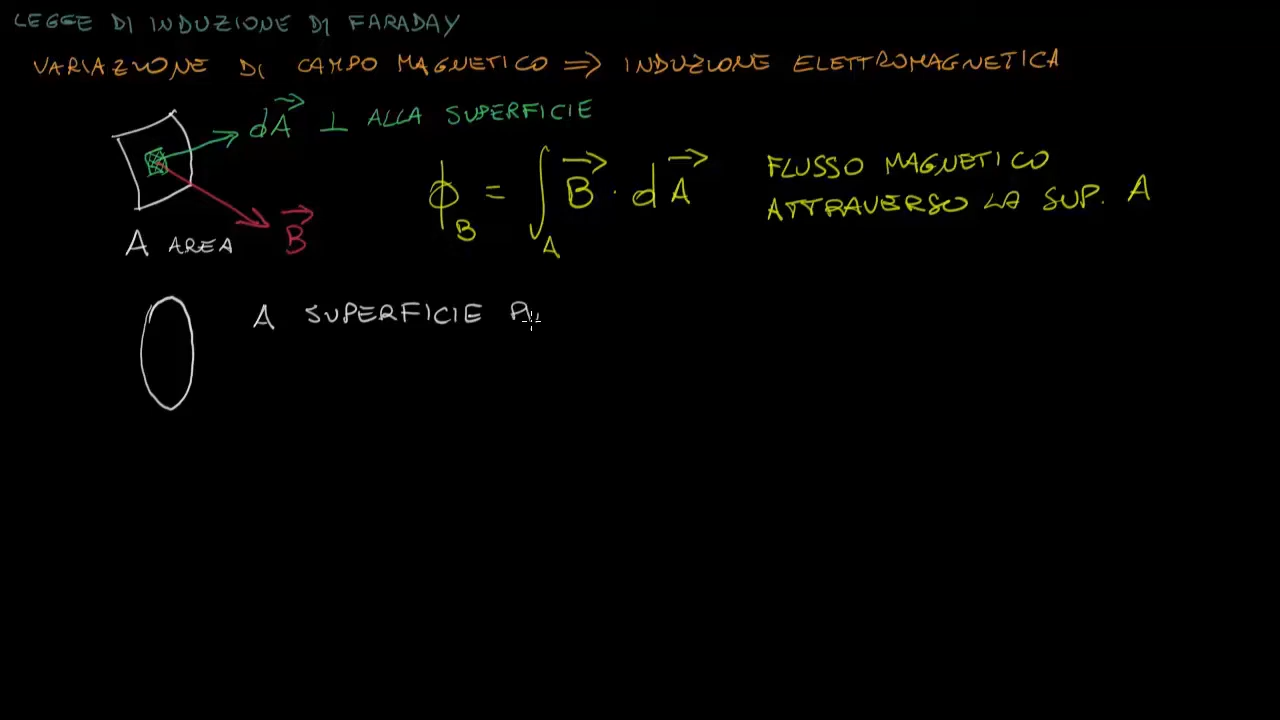 LEGGE DI INDUZIONE DI FARADAY
VARIAZIONE DI CAMPO MAGNETICO ⇒ INDUZIONE ELETTROMAGNETICA
dA⃗ ⊥ ALLA SUPERFICIE
B⃗
A AREA
ϕ_B = ∫_A B⃗ · dA⃗
FLUSSO MAGNETICO
ATTRAVERSO LA SUP. A
A SUPERFICIE